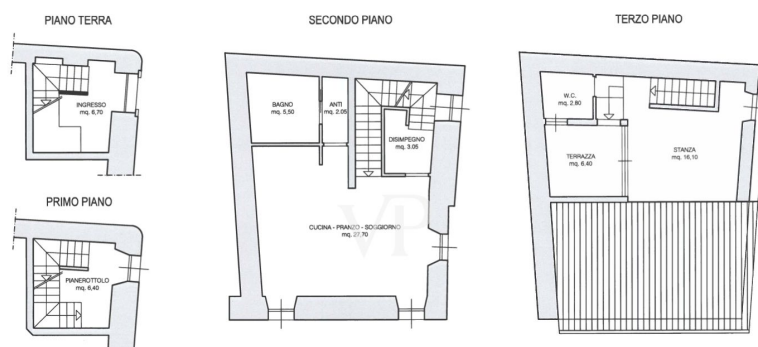 PIANO TERRA
INGRESSO
mq. 6,70
PRIMO PIANO
PIANEROTTOLO
mq. 6,40
SECONDO PIANO
BAGNO
mq. 5,50
ANTI
mq. 2.05
DISIMPEGNO
mq. 3.05
CUCINA - PRANZO - SOGGIORNO
mq. 27,70
VP
TERZO PIANO
W.C.
mq. 2,80
TERRAZZA
mq. 6.40
STANZA
mq. 16,10